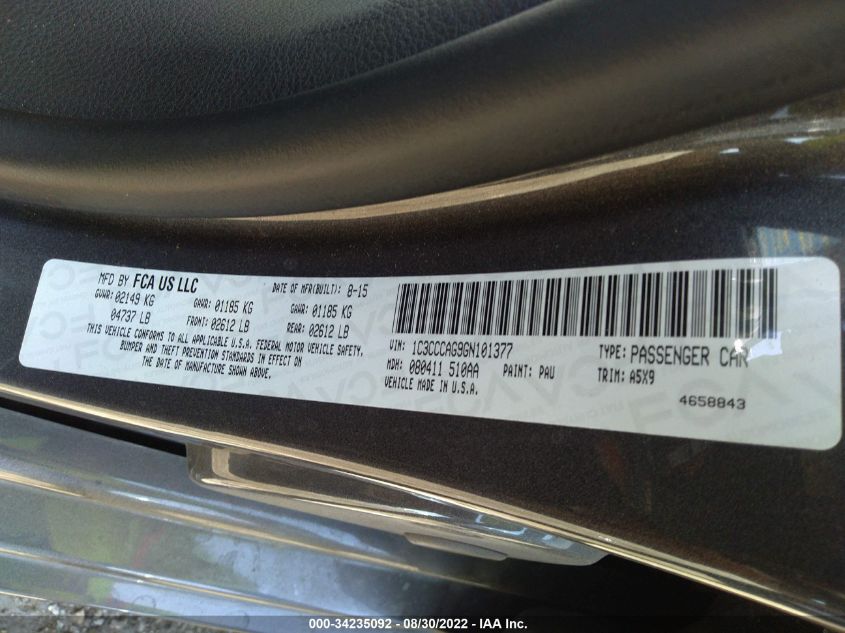 MFD BY FCA US LLC DATE OF MFR(BUILT): 8-15
GVWR: 02149 KG GAWR: 01185 KG GAWR: 01185 KG
04737 LB FRONT: 02612 LB REAR: 02612 LB
THIS VEHICLE CONFORMS TO ALL APPLICABLE U.S.A. FEDERAL MOTOR VEHICLE SAFETY,
BUMPER AND THEFT PREVENTION STANDARDS IN EFFECT ON
THE DATE OF MANUFACTURE SHOWN ABOVE.
VIN: 1C3CCCAG9GN101377 TYPE: PASSENGER CAR
MDH: 080411 510AA PAINT: PAU TRIM: A5X9
VEHICLE MADE IN U.S.A.
4658843
000-34235092 - 08/30/2022 - IAA Inc.